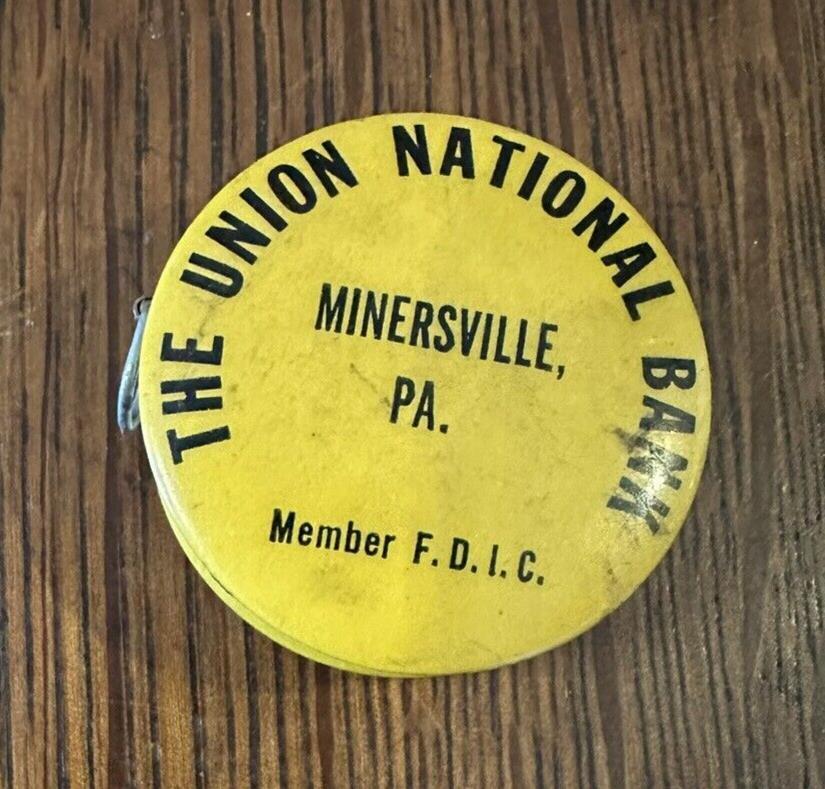 THE UNION NATIONAL BANK
MINERSVILLE,
PA.
Member F. D. I. C.